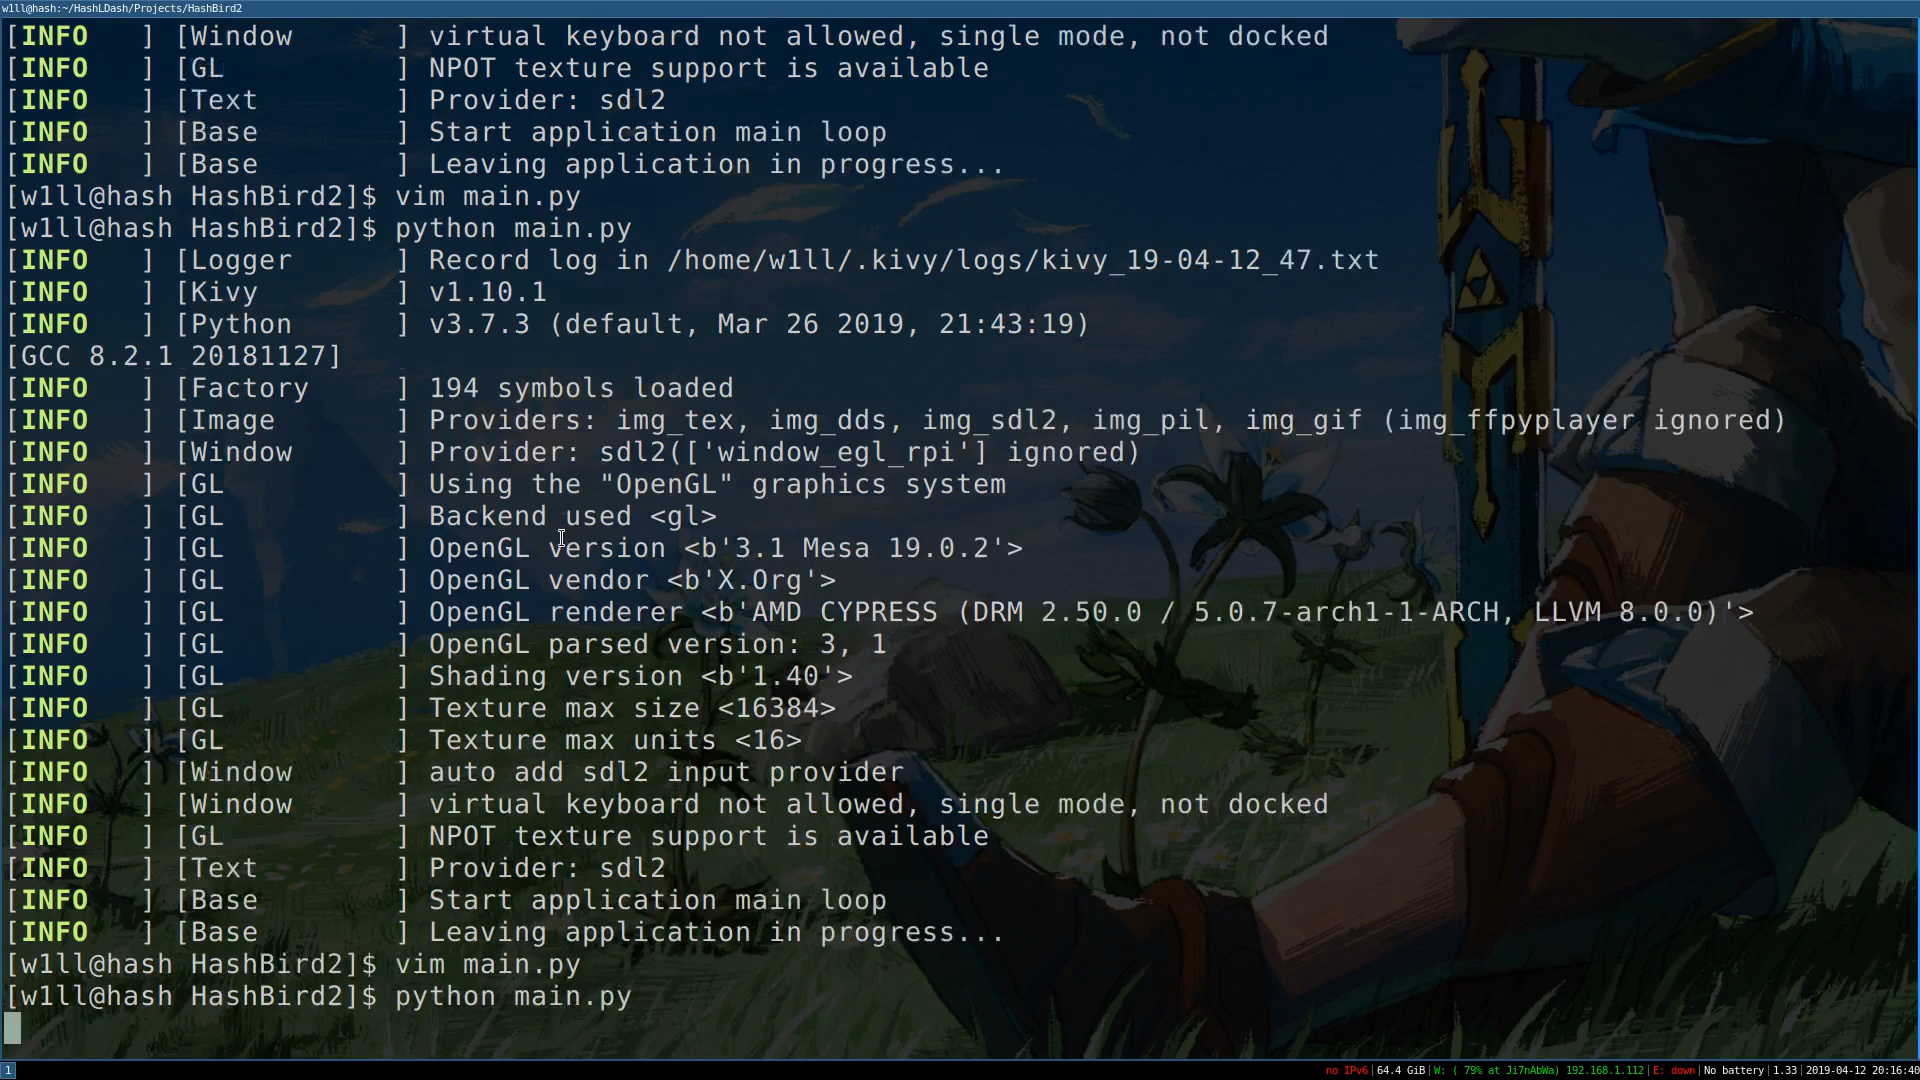 w1ll@hash:~/HashLDash/Projects/HashBird2
[INFO   ] [Window      ] virtual keyboard not allowed, single mode, not docked
[INFO   ] [GL          ] NPOT texture support is available
[INFO   ] [Text        ] Provider: sdl2
[INFO   ] [Base        ] Start application main loop
[INFO   ] [Base        ] Leaving application in progress...
[w1ll@hash HashBird2]$ vim main.py
[w1ll@hash HashBird2]$ python main.py
[INFO   ] [Logger      ] Record log in /home/w1ll/.kivy/logs/kivy_19-04-12_47.txt
[INFO   ] [Kivy        ] v1.10.1
[INFO   ] [Python      ] v3.7.3 (default, Mar 26 2019, 21:43:19)
[GCC 8.2.1 20181127]
[INFO   ] [Factory     ] 194 symbols loaded
[INFO   ] [Image       ] Providers: img_tex, img_dds, img_sdl2, img_pil, img_gif (img_ffpyplayer ignored)
[INFO   ] [Window      ] Provider: sdl2(['window_egl_rpi'] ignored)
[INFO   ] [GL          ] Using the "OpenGL" graphics system
[INFO   ] [GL          ] Backend used <gl>
[INFO   ] [GL          ] OpenGL version <b'3.1 Mesa 19.0.2'>
[INFO   ] [GL          ] OpenGL vendor <b'X.Org'>
[INFO   ] [GL          ] OpenGL renderer <b'AMD CYPRESS (DRM 2.50.0 / 5.0.7-arch1-1-ARCH, LLVM 8.0.0)'>
[INFO   ] [GL          ] OpenGL parsed version: 3, 1
[INFO   ] [GL          ] Shading version <b'1.40'>
[INFO   ] [GL          ] Texture max size <16384>
[INFO   ] [GL          ] Texture max units <16>
[INFO   ] [Window      ] auto add sdl2 input provider
[INFO   ] [Window      ] virtual keyboard not allowed, single mode, not docked
[INFO   ] [GL          ] NPOT texture support is available
[INFO   ] [Text        ] Provider: sdl2
[INFO   ] [Base        ] Start application main loop
[INFO   ] [Base        ] Leaving application in progress...
[w1ll@hash HashBird2]$ vim main.py
[w1ll@hash HashBird2]$ python main.py
1 no IPv6|64.4 GiB|W: ( 79% at Ji7nAbWa) 192.168.1.112|E: down|No battery|1.33|2019-04-12 20:16:40